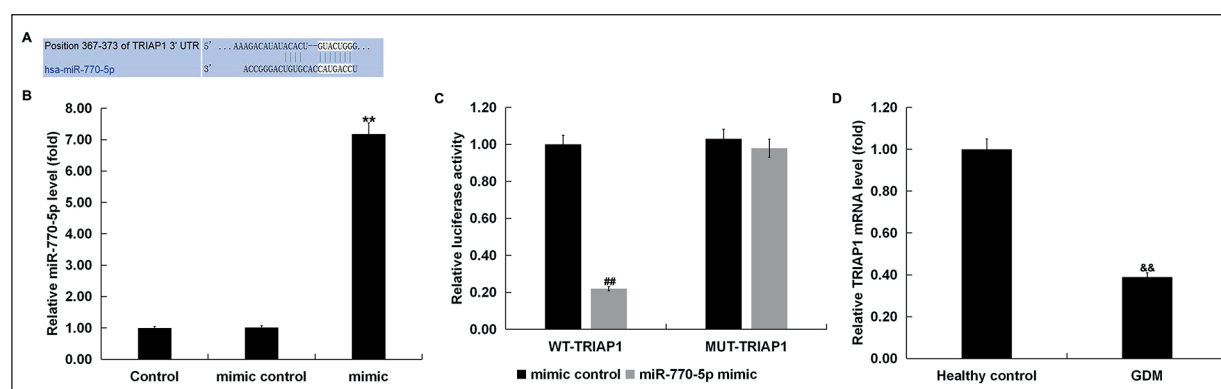 A
Position 367-373 of TRIAP1 3' UTR 5' ...AAAGACAUAUACACU--GUACUGGG...
hsa-miR-770-5p 3' ACCGGGACUGUGCACCAUGACCU
B
Relative miR-770-5p level (fold)
8.00
7.00
6.00
5.00
4.00
3.00
2.00
1.00
0.00
**
Control mimic control mimic
C
Relative luciferase activity
1.20
1.00
0.80
0.60
0.40
0.20
0.00
##
WT-TRIAP1 MUT-TRIAP1
mimic control miR-770-5p mimic
D
Relative TRIAP1 mRNA level (fold)
1.20
1.00
0.80
0.60
0.40
0.20
0.00
&&
Healthy control GDM